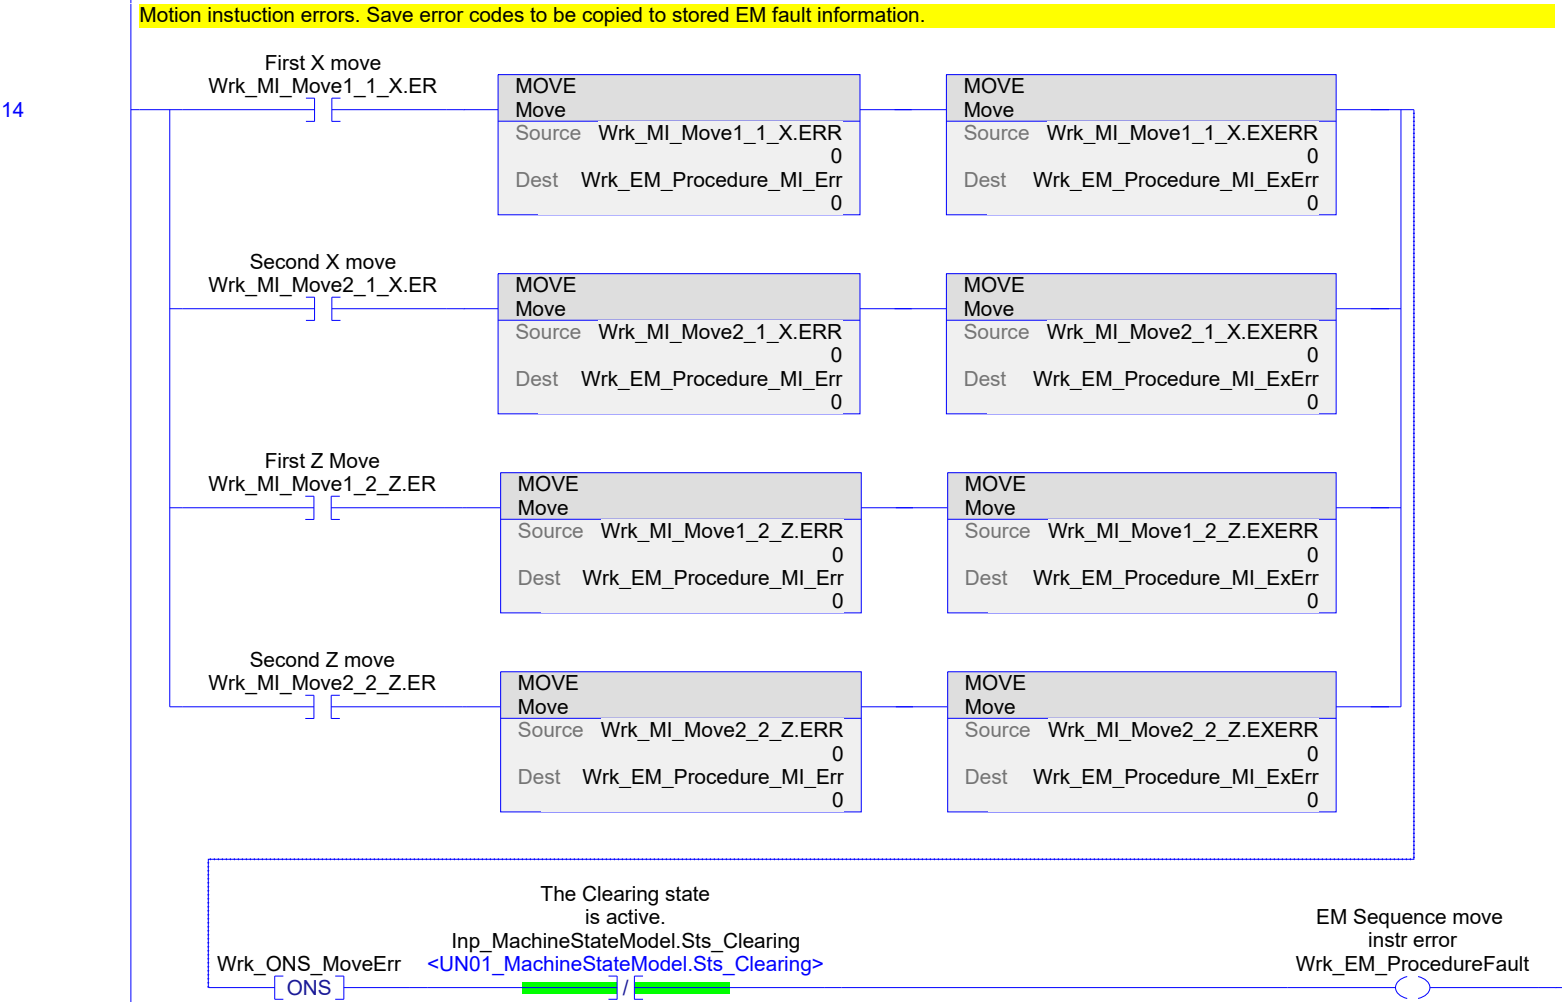 Motion instuction errors. Save error codes to be copied to stored EM fault information.
14
First X move
Wrk_MI_Move1_1_X.ER
MOVE
Move
Source Wrk_MI_Move1_1_X.ERR
0
Dest Wrk_EM_Procedure_MI_Err
0
MOVE
Move
Source Wrk_MI_Move1_1_X.EXERR
0
Dest Wrk_EM_Procedure_MI_ExErr
0
Second X move
Wrk_MI_Move2_1_X.ER
MOVE
Move
Source Wrk_MI_Move2_1_X.ERR
0
Dest Wrk_EM_Procedure_MI_Err
0
MOVE
Move
Source Wrk_MI_Move2_1_X.EXERR
0
Dest Wrk_EM_Procedure_MI_ExErr
0
First Z Move
Wrk_MI_Move1_2_Z.ER
MOVE
Move
Source Wrk_MI_Move1_2_Z.ERR
0
Dest Wrk_EM_Procedure_MI_Err
0
MOVE
Move
Source Wrk_MI_Move1_2_Z.EXERR
0
Dest Wrk_EM_Procedure_MI_ExErr
0
Second Z move
Wrk_MI_Move2_2_Z.ER
MOVE
Move
Source Wrk_MI_Move2_2_Z.ERR
0
Dest Wrk_EM_Procedure_MI_Err
0
MOVE
Move
Source Wrk_MI_Move2_2_Z.EXERR
0
Dest Wrk_EM_Procedure_MI_ExErr
0
Wrk_ONS_MoveErr
ONS
The Clearing state
is active.
Inp_MachineStateModel.Sts_Clearing
<UN01_MachineStateModel.Sts_Clearing>
/
EM Sequence move
instr error
Wrk_EM_ProcedureFault